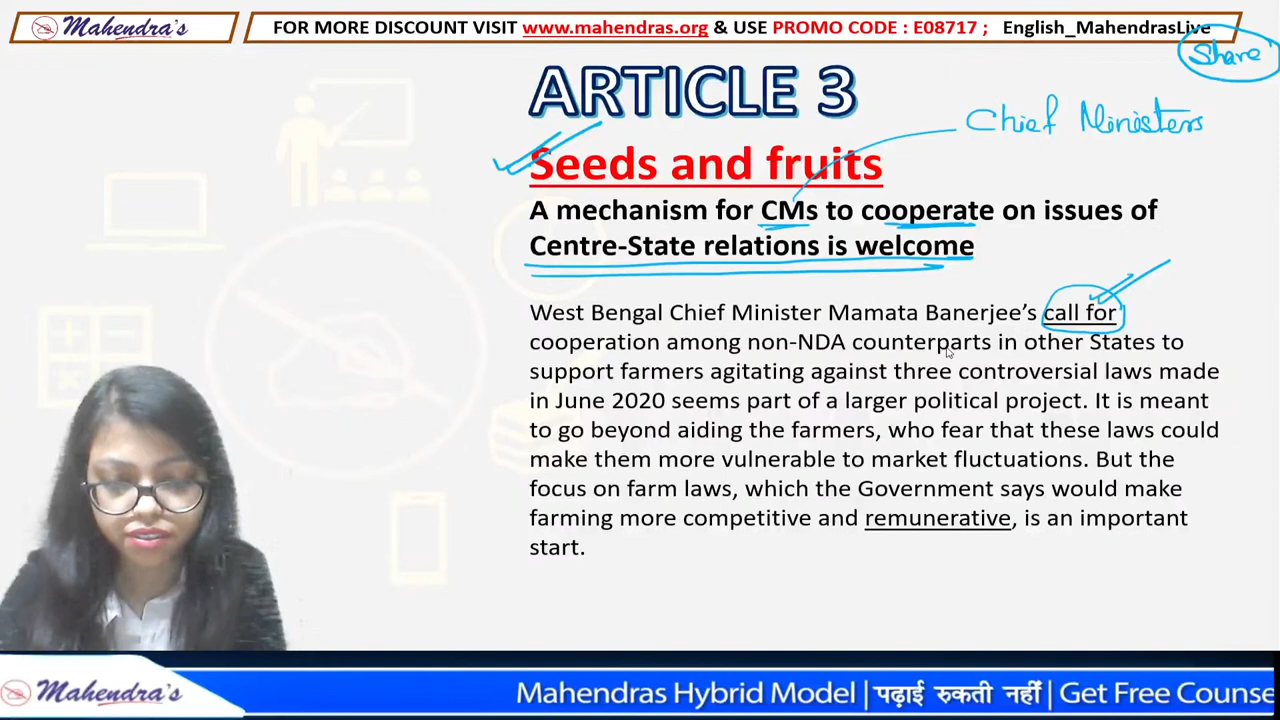 Mahendra's
FOR MORE DISCOUNT VISIT www.mahendras.org & USE PROMO CODE : E08717 ; English_MahendrasLive
Share
ARTICLE 3
Chief Ministers
Seeds and fruits
A mechanism for CMs to cooperate on issues of
Centre-State relations is welcome
West Bengal Chief Minister Mamata Banerjee’s call for
cooperation among non-NDA counterparts in other States to
support farmers agitating against three controversial laws made
in June 2020 seems part of a larger political project. It is meant
to go beyond aiding the farmers, who fear that these laws could
make them more vulnerable to market fluctuations. But the
focus on farm laws, which the Government says would make
farming more competitive and remunerative, is an important
start.
Mahendra's
Mahendras Hybrid Model | पढ़ाई रुकती नहीं | Get Free Counse